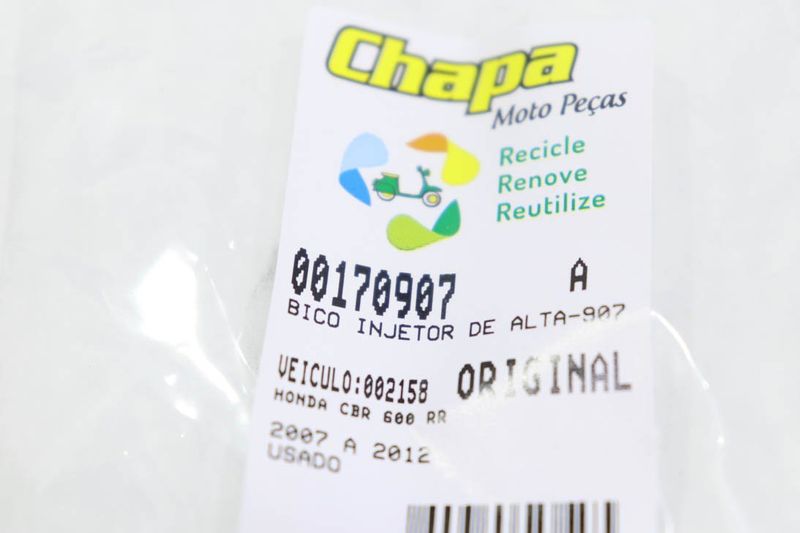 Chapa
Moto Peças
Recicle
Renove
Reutilize
00170907 A
BICO INJETOR DE ALTA-907
VEICULO:002158 ORIGINAL
HONDA CBR 600 RR
2007 A 2012
USADO